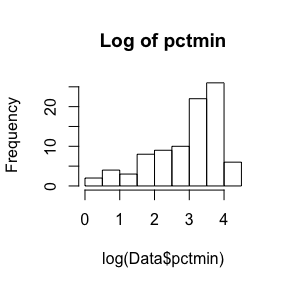 Log of pctmin
Frequency
20
10
0
0 1 2 3 4
log(Data$pctmin)